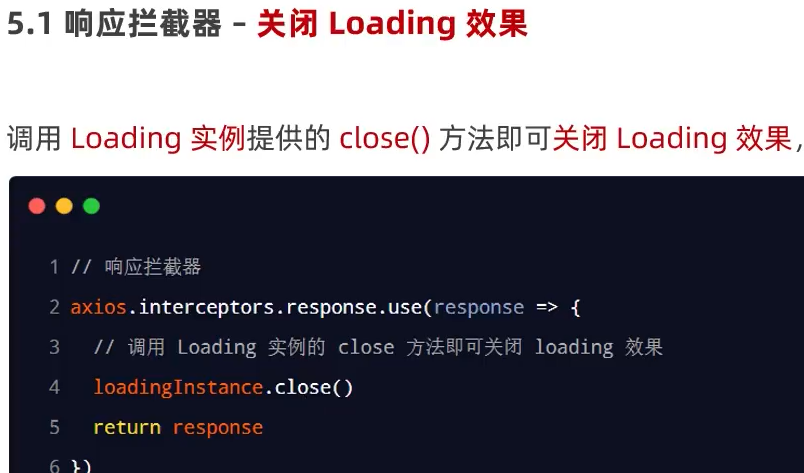 5.1 响应拦截器 – 关闭 Loading 效果
调用 Loading 实例提供的 close() 方法即可关闭 Loading 效果，
1 // 响应拦截器
2 axios.interceptors.response.use(response => {
3 // 调用 Loading 实例的 close 方法即可关闭 loading 效果
4 loadingInstance.close()
5 return response
6 })